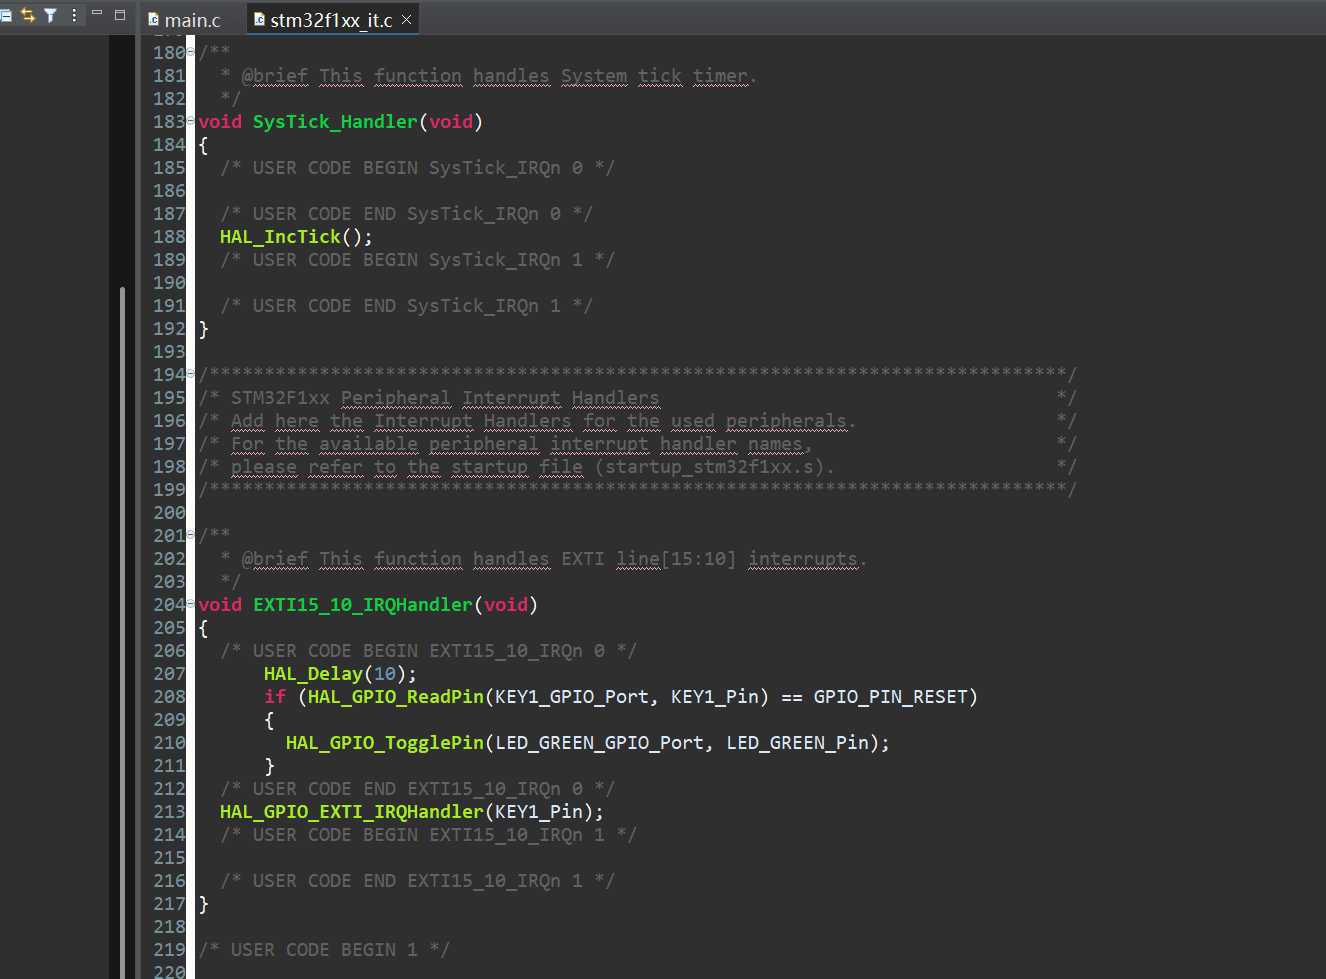 main.c stm32f1xx_it.c
180 /**
181   * @brief This function handles System tick timer.
182   */
183 void SysTick_Handler(void)
184 {
185   /* USER CODE BEGIN SysTick_IRQn 0 */
186
187   /* USER CODE END SysTick_IRQn 0 */
188   HAL_IncTick();
189   /* USER CODE BEGIN SysTick_IRQn 1 */
190
191   /* USER CODE END SysTick_IRQn 1 */
192 }
193
194 /******************************************************************************/
195 /* STM32F1xx Peripheral Interrupt Handlers                                    */
196 /* Add here the Interrupt Handlers for the used peripherals.                  */
197 /* For the available peripheral interrupt handler names,                      */
198 /* please refer to the startup file (startup_stm32f1xx.s).                    */
199 /******************************************************************************/
200
201 /**
202   * @brief This function handles EXTI line[15:10] interrupts.
203   */
204 void EXTI15_10_IRQHandler(void)
205 {
206   /* USER CODE BEGIN EXTI15_10_IRQn 0 */
207       HAL_Delay(10);
208       if (HAL_GPIO_ReadPin(KEY1_GPIO_Port, KEY1_Pin) == GPIO_PIN_RESET)
209       {
210         HAL_GPIO_TogglePin(LED_GREEN_GPIO_Port, LED_GREEN_Pin);
211       }
212   /* USER CODE END EXTI15_10_IRQn 0 */
213   HAL_GPIO_EXTI_IRQHandler(KEY1_Pin);
214   /* USER CODE BEGIN EXTI15_10_IRQn 1 */
215
216   /* USER CODE END EXTI15_10_IRQn 1 */
217 }
218
219 /* USER CODE BEGIN 1 */
220